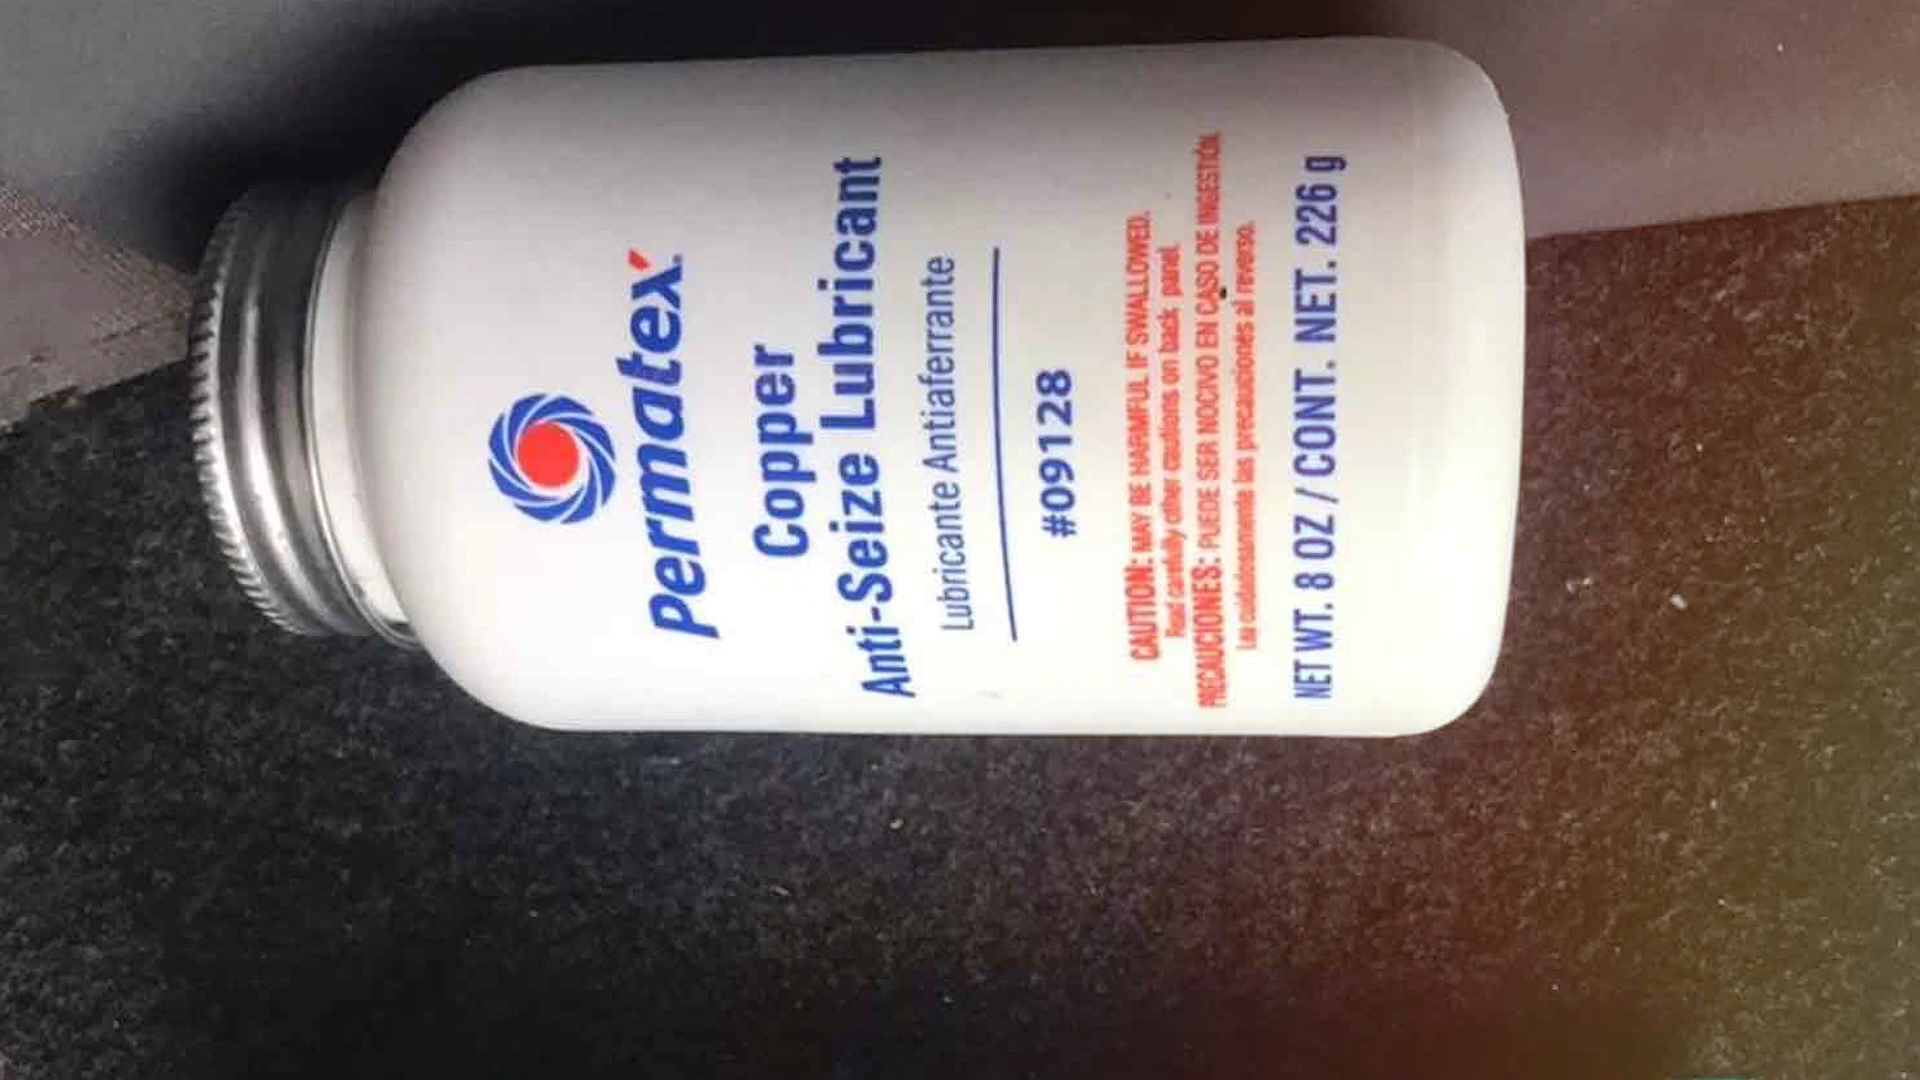 Permatex
Copper
Anti-Seize Lubricant
Lubricante Antiaferrante
#09128
CAUTION: MAY BE HARMFUL IF SWALLOWED.
Read carefully other cautions on back panel.
PRECAUCIONES: PUEDE SER NOCIVO EN CASO DE INGESTIÓN.
Lea cuidadosamente las precauciones al reverso.
NET WT. 8 OZ / CONT. NET. 226 g